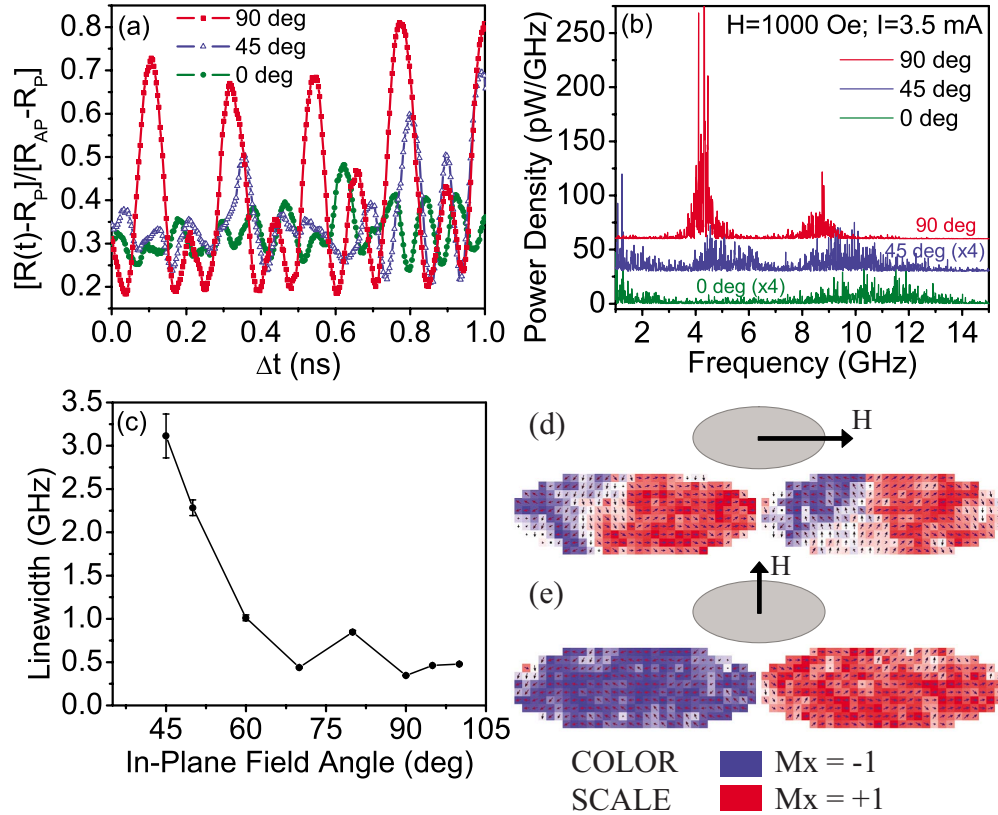 (a)
90 deg
45 deg
0 deg
[R(t)-R_P]/[R_AP-R_P]
0.8
0.7
0.6
0.5
0.4
0.3
0.2
0.0 0.2 0.4 0.6 0.8 1.0
Δt (ns)
(b) H=1000 Oe; I=3.5 mA
90 deg
45 deg
0 deg
Power Density (pW/GHz)
250
200
150
100
50
0
90 deg
45 deg (x4)
0 deg (x4)
2 4 6 8 10 12 14
Frequency (GHz)
(c)
Linewidth (GHz)
3.5
3.0
2.5
2.0
1.5
1.0
0.5
0.0
45 60 75 90 105
In-Plane Field Angle (deg)
(d)
H
(e)
H
COLOR Mx = -1
SCALE Mx = +1